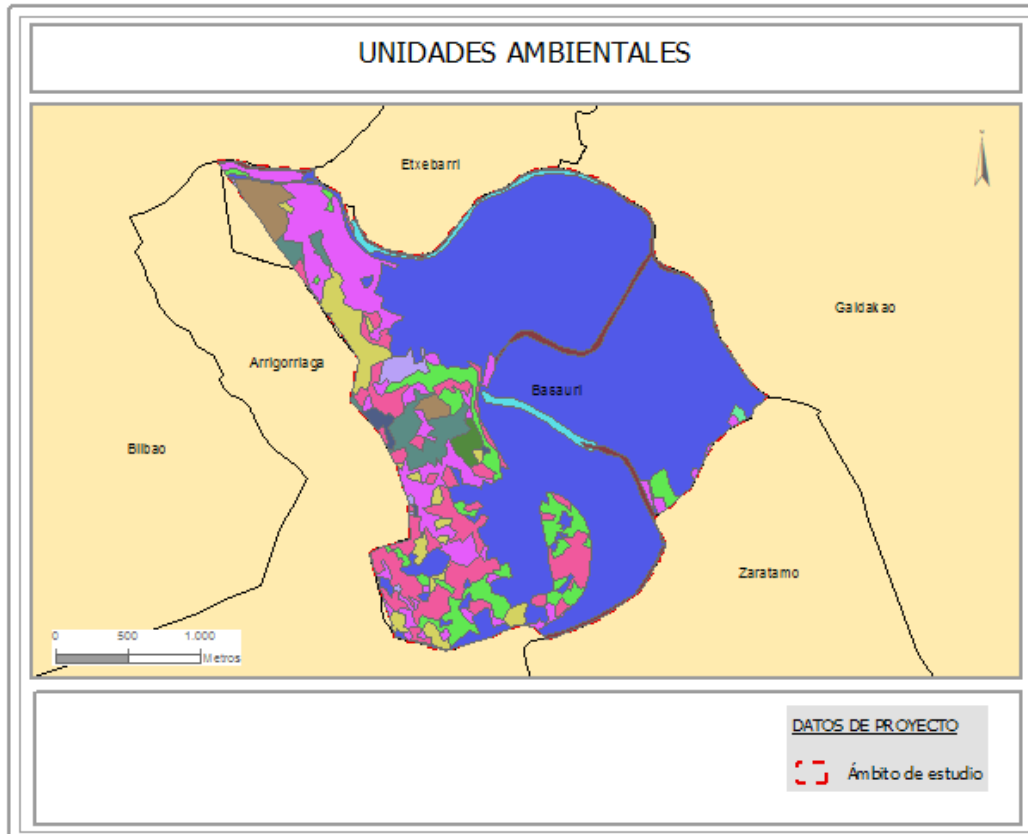 UNIDADES AMBIENTALES
Etxebarri
Galdakao
Arrigorriaga
Basauri
Bilbao
Zaratamo
0 500 1.000
Metros
DATOS DE PROYECTO
Ámbito de estudio